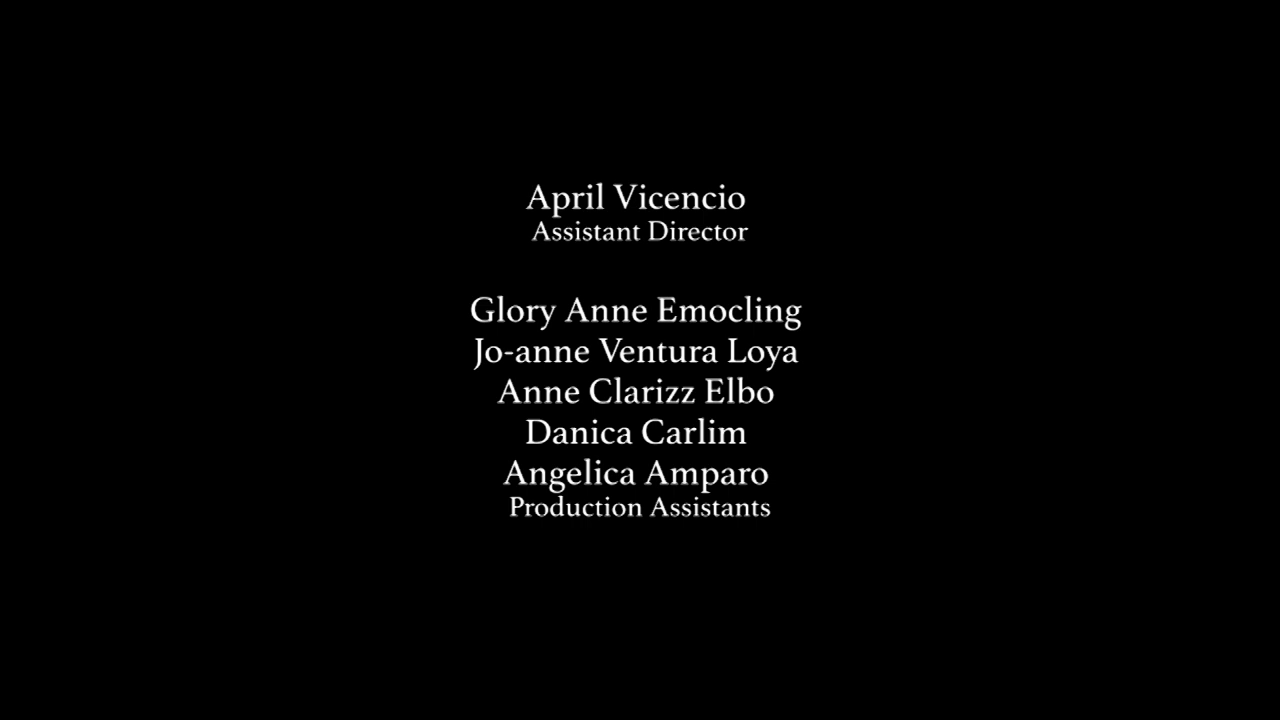 April Vicencio
Assistant Director
Glory Anne Emocling
Jo-anne Ventura Loya
Anne Clarizz Elbo
Danica Carlim
Angelica Amparo
Production Assistants